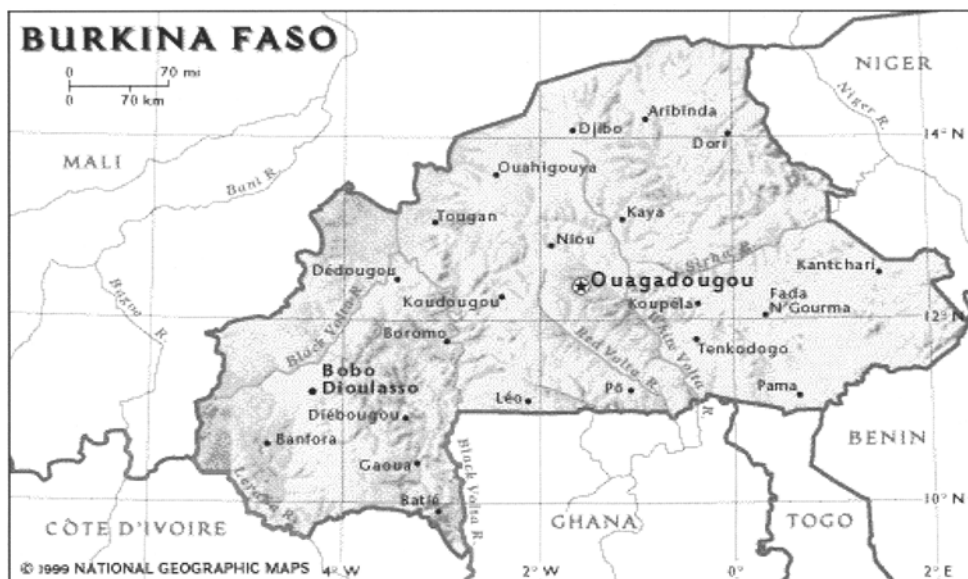 BURKINA FASO
0 70 mi
0 70 km
NIGER
Niger R.
MALI
Bani R.
Djibo
Aribinda
Dori
14°N
Ouahigouya
Tougan
Kaya
Niou
Sirba R.
Kantchari
Dédougou
Ouagadougou
Koudougou
Koupéla
Fada
N'Gourma
12°N
Bagoe R.
Black Volta R.
Boromo
Red Volta R.
White Volta R.
Tenkodogo
Bobo
Dioulasso
Léo
Pô
Pama
Diébougou
BENIN
Banfora
Gaoua
Black Volta R.
Leraba R.
Batié
10°N
CÔTE D'IVOIRE
GHANA
TOGO
© 1999 NATIONAL GEOGRAPHIC MAPS
4° W
2° W
0°
2° E